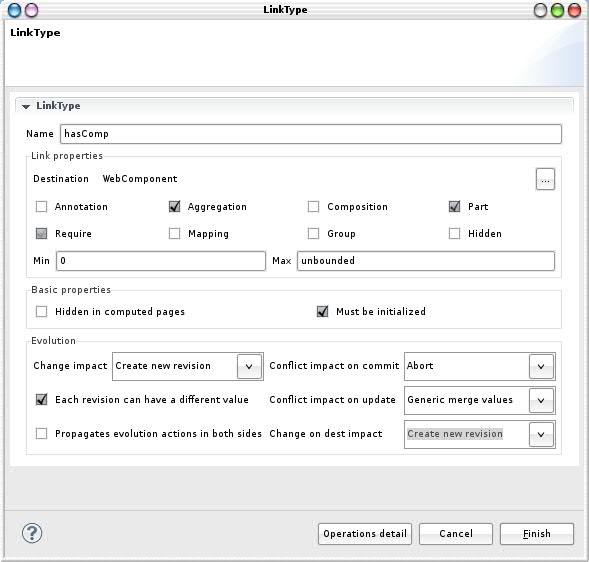 LinkType
LinkType
LinkType
Name hasComp
Link properties
Destination WebComponent ...
Annotation Aggregation Composition Part
Require Mapping Group Hidden
Min 0 Max unbounded
Basic properties
Hidden in computed pages Must be initialized
Evolution
Change impact Create new revision Conflict impact on commit Abort
Each revision can have a different value Conflict impact on update Generic merge values
Propagates evolution actions in both sides Change on dest impact Create new revision
? Operations detail Cancel Finish